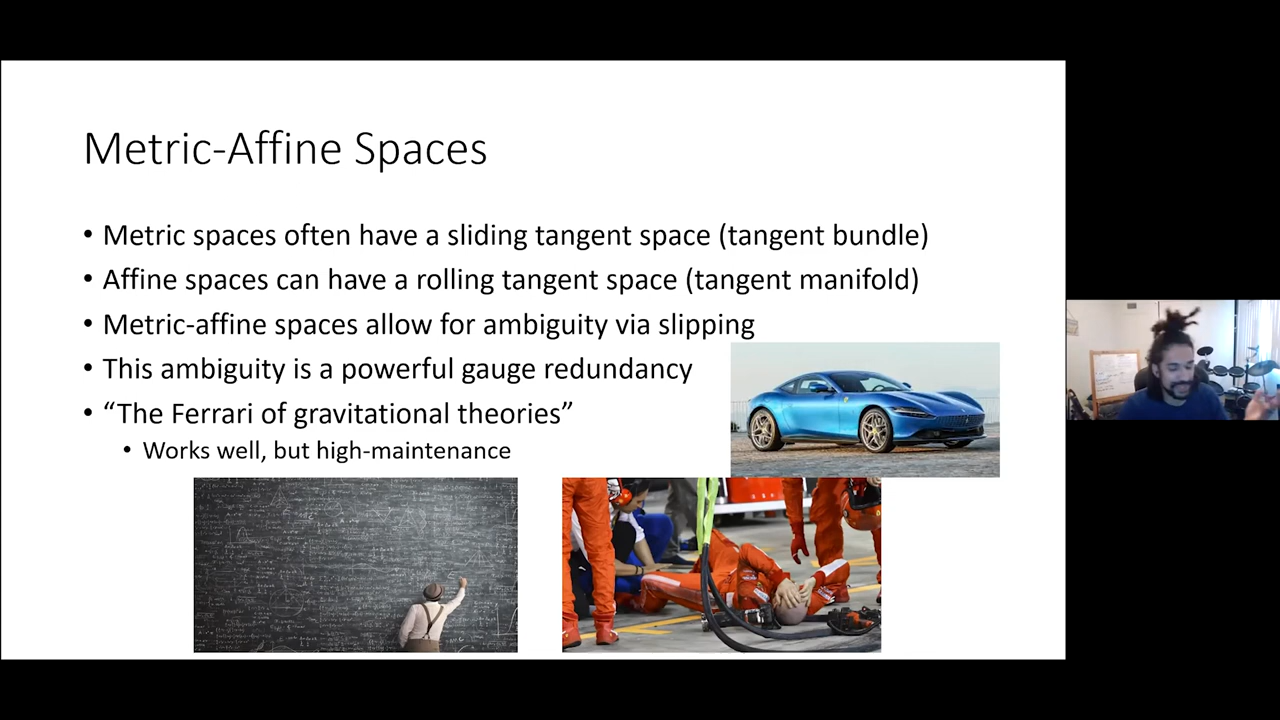 Metric-Affine Spaces
• Metric spaces often have a sliding tangent space (tangent bundle)
• Affine spaces can have a rolling tangent space (tangent manifold)
• Metric-affine spaces allow for ambiguity via slipping
• This ambiguity is a powerful gauge redundancy
• “The Ferrari of gravitational theories”
• Works well, but high-maintenance